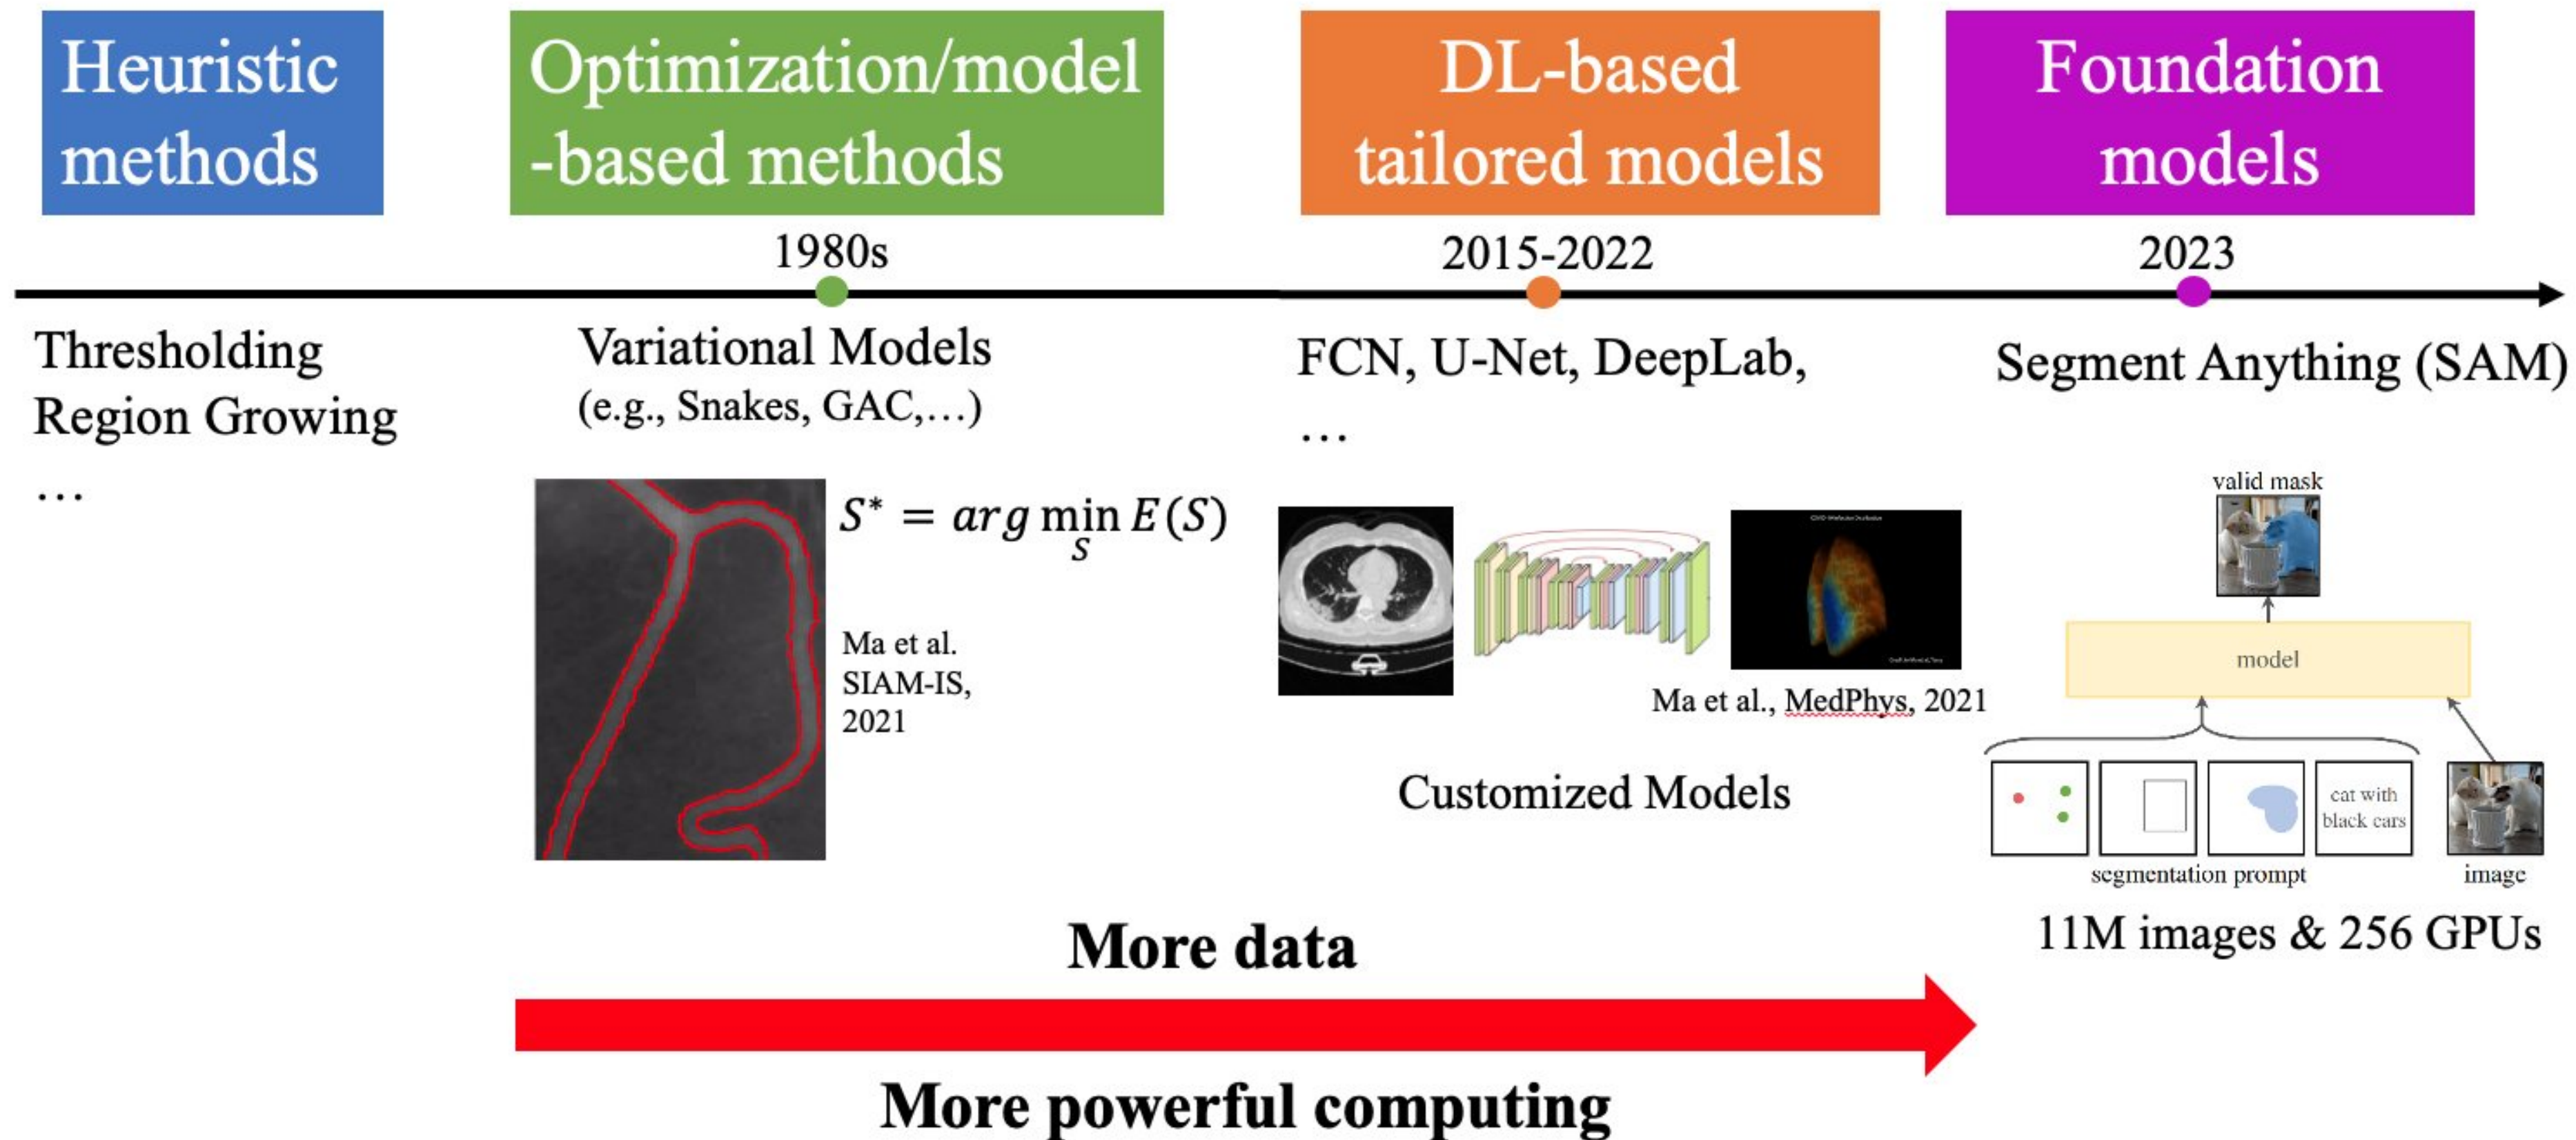 Heuristic
methods
Optimization/model
-based methods
DL-based
tailored models
Foundation
models
1980s
2015-2022
2023
Thresholding
Region Growing
…
Variational Models
(e.g., Snakes, GAC,…)
S* = arg min E(S)
S
Ma et al.
SIAM-IS,
2021
FCN, U-Net, DeepLab,
…
Ma et al., MedPhys, 2021
Customized Models
Segment Anything (SAM)
valid mask
model
cat with
black ears
segmentation prompt
image
11M images & 256 GPUs
More data
More powerful computing